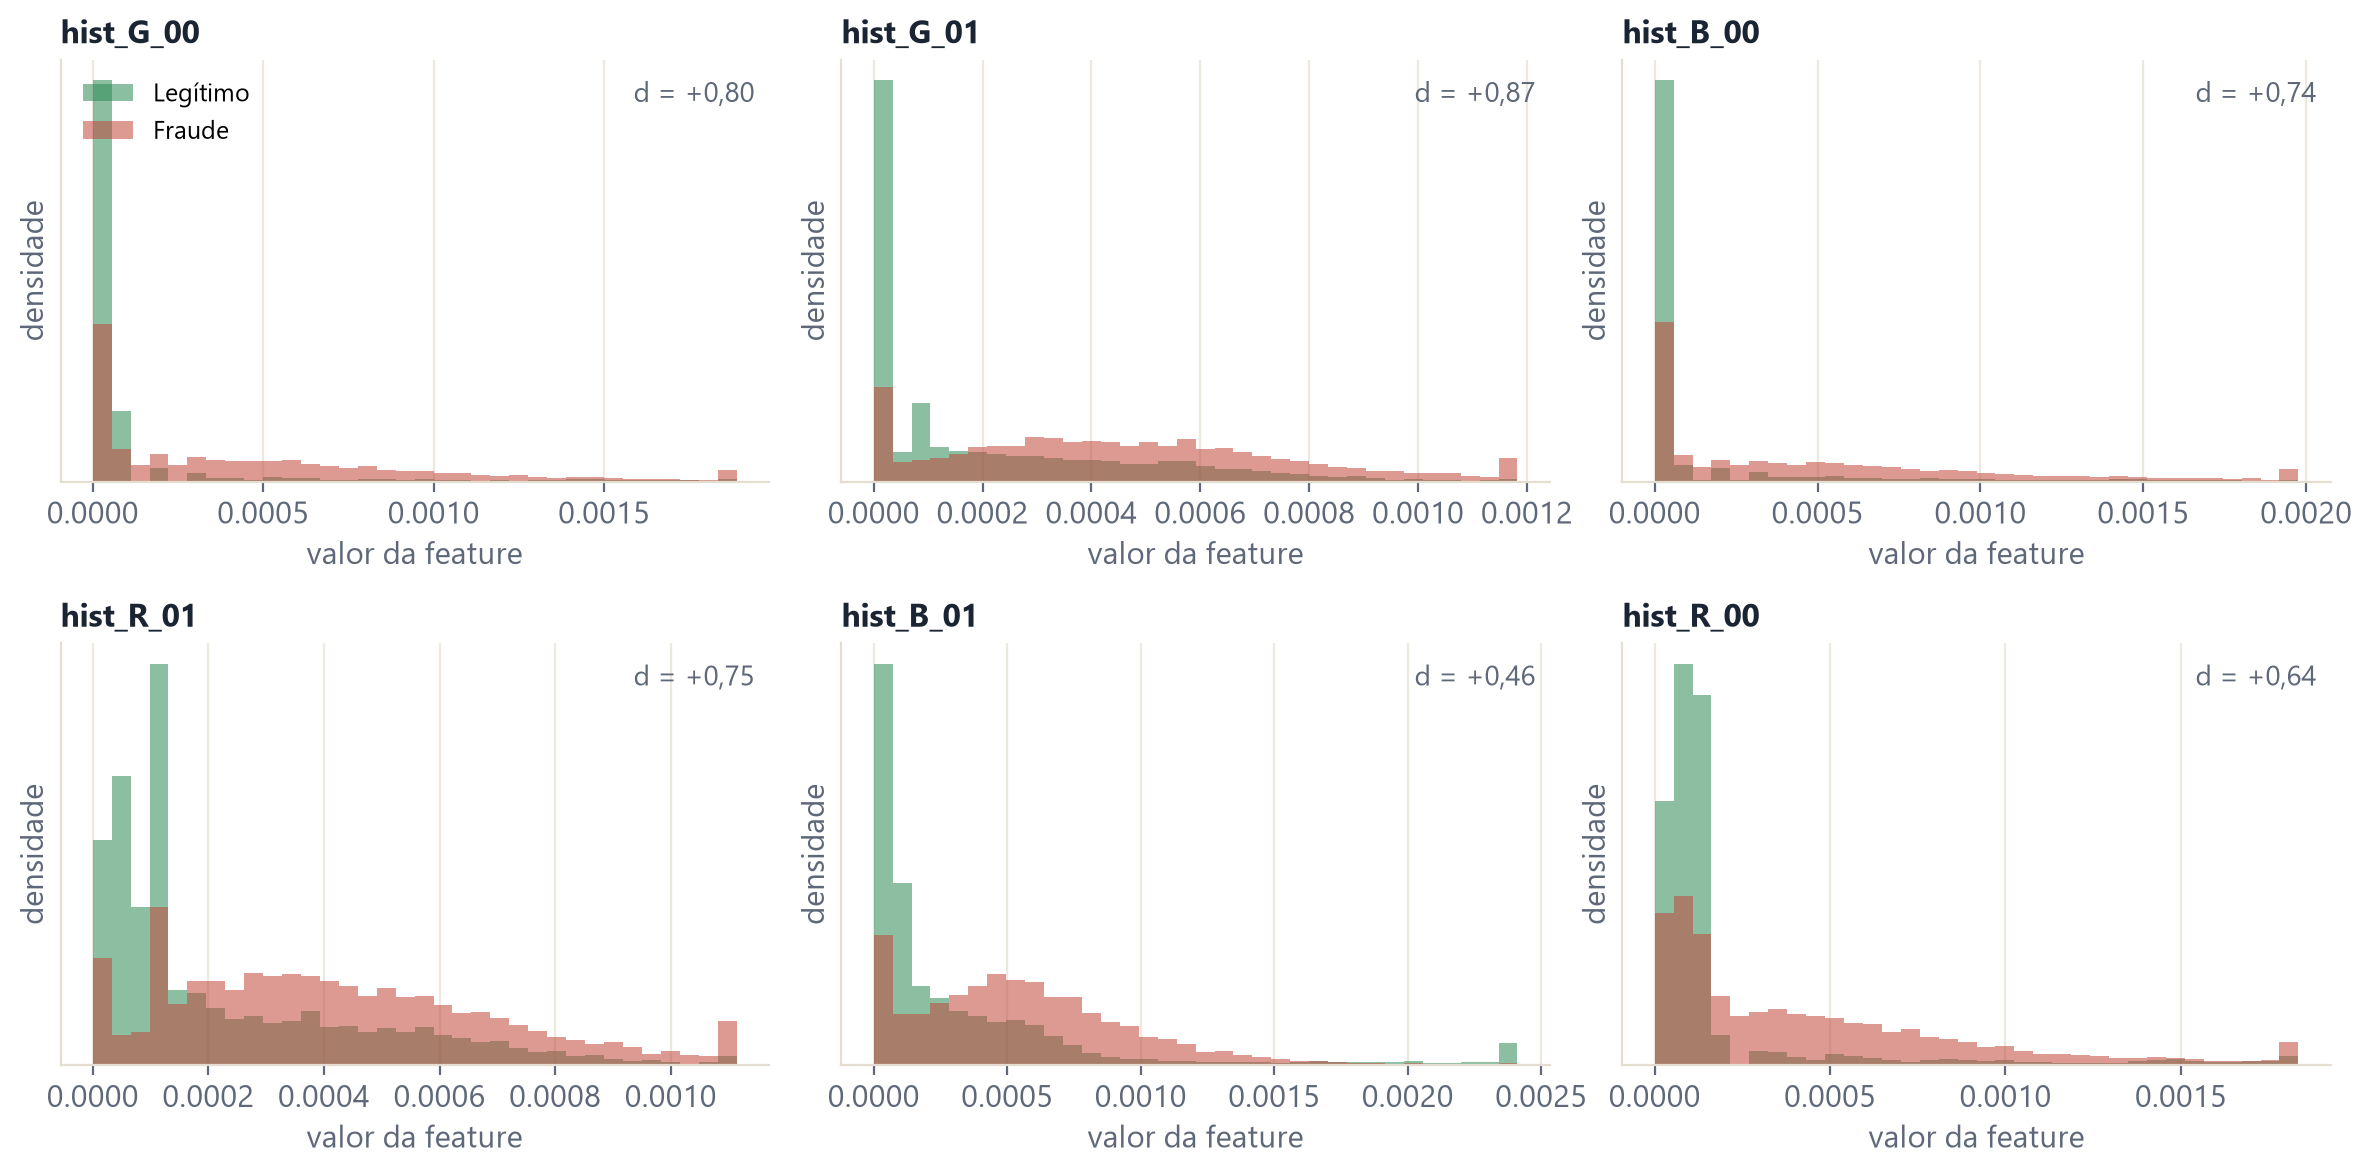 hist_G_00
Legítimo
Fraude
d = +0,80
densidade
0.0000 0.0005 0.0010 0.0015
valor da feature
hist_G_01
d = +0,87
densidade
0.0000 0.0002 0.0004 0.0006 0.0008 0.0010 0.0012
valor da feature
hist_B_00
d = +0,74
densidade
0.0000 0.0005 0.0010 0.0015 0.0020
valor da feature
hist_R_01
d = +0,75
densidade
0.0000 0.0002 0.0004 0.0006 0.0008 0.0010
valor da feature
hist_B_01
d = +0,46
densidade
0.0000 0.0005 0.0010 0.0015 0.0020 0.0025
valor da feature
hist_R_00
d = +0,64
densidade
0.0000 0.0005 0.0010 0.0015
valor da feature